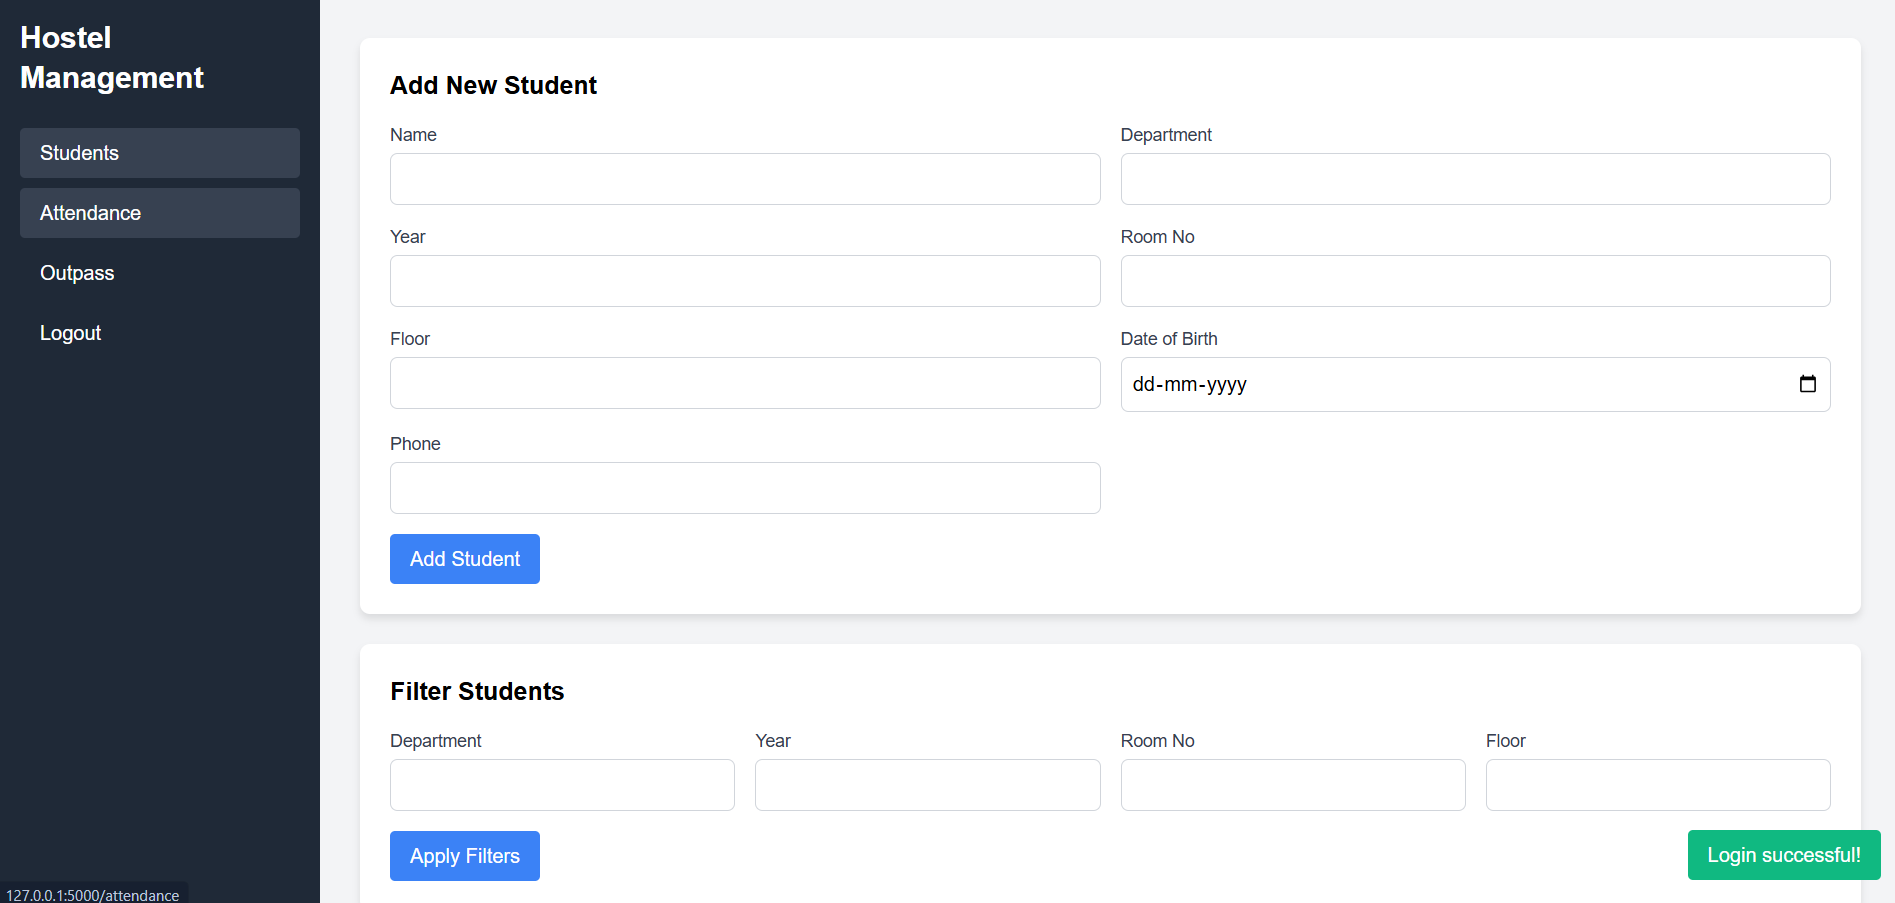 Hostel
Management
Students
Attendance
Outpass
Logout
Add New Student
Name
Department
Year
Room No
Floor
Date of Birth
dd-mm-yyyy
Phone
Add Student
Filter Students
Department
Year
Room No
Floor
Apply Filters
Login successful!
127.0.0.1:5000/attendance